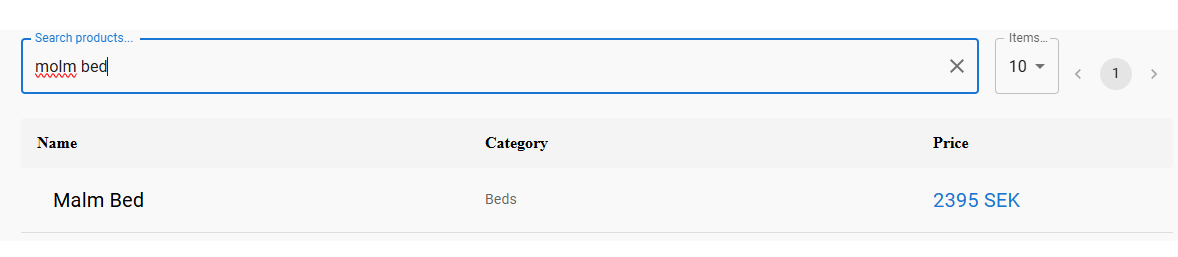 Search products...
molm bed
Items...
10
1
Name Category Price
Malm Bed Beds 2395 SEK